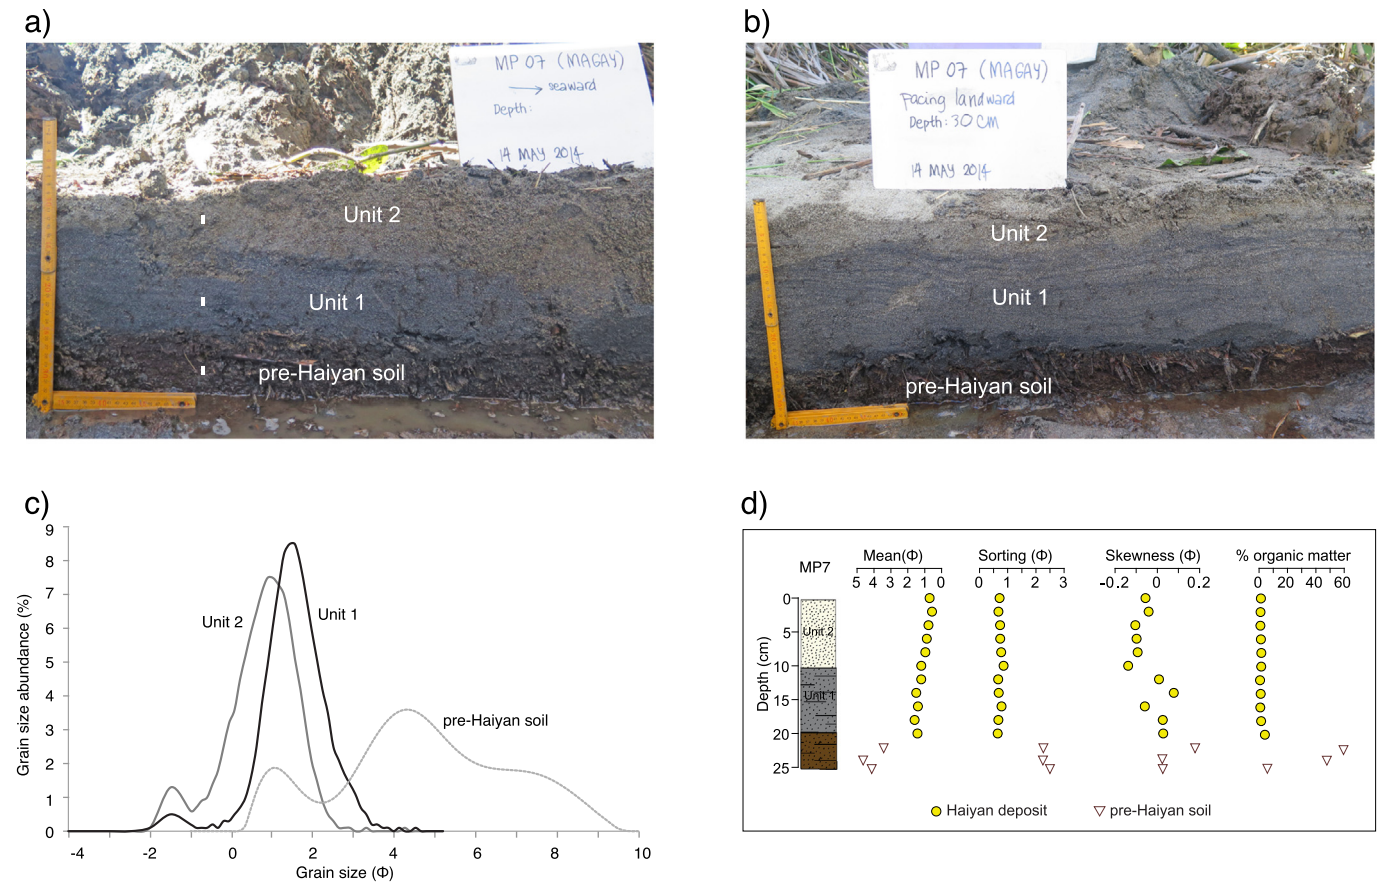 a)
MP 07 (MAGAY)
→ seaward
Depth:
14 MAY 2014
Unit 2
Unit 1
pre-Haiyan soil
b)
MP 07 (MAGAY)
Facing landward
Depth: 30 CM
14 MAY 2014
Unit 2
Unit 1
pre-Haiyan soil
c)
Grain size abundance (%)
9
8
7
6
5
4
3
2
1
0
Unit 2
Unit 1
pre-Haiyan soil
-4 -2 0 2 4 6 8 10
Grain size (Φ)
d)
MP7
Mean(Φ)
5 4 3 2 1 0
Sorting (Φ)
0 1 2 3
Skewness (Φ)
-0.2 0 0.2
% organic matter
0 20 40 60
Depth (cm)
0
5
10
15
20
25
Unit 2
Unit 1
Haiyan deposit
pre-Haiyan soil